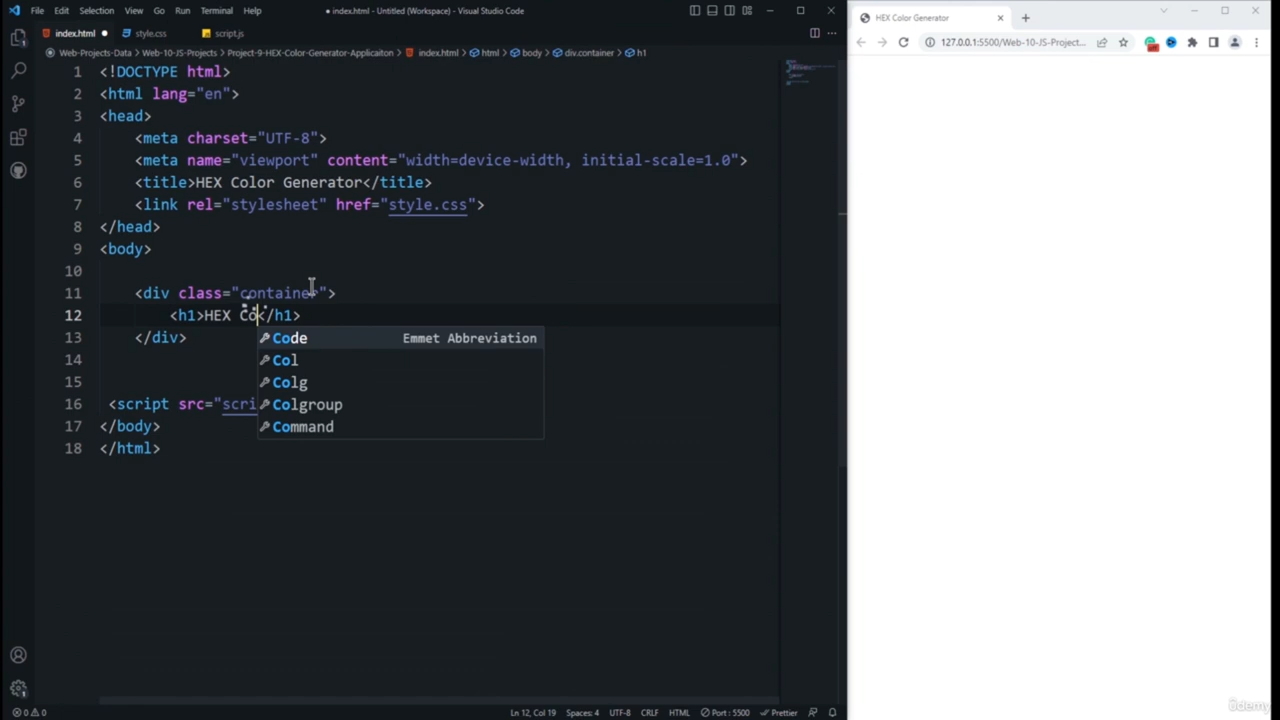 File Edit Selection View Go Run Terminal Help
● index.html - Untitled (Workspace) - Visual Studio Code
index.html
style.css
script.js
Web-Projects-Data > Web-10-JS-Projects > Project-9-HEX-Color-Generator-Applicaiton > index.html > html > body > div.container > h1
1 <!DOCTYPE html>
2 <html lang="en">
3 <head>
4 <meta charset="UTF-8">
5 <meta name="viewport" content="width=device-width, initial-scale=1.0">
6 <title>HEX Color Generator</title>
7 <link rel="stylesheet" href="style.css">
8 </head>
9 <body>
10
11 <div class="container">
12 <h1>HEX Co</h1>
13 </div>
14
15
16 <script src="scri
17 </body>
18 </html>
Code Emmet Abbreviation
Col
Colg
Colgroup
Command
0 0
Ln 12, Col 19 Spaces: 4 UTF-8 CRLF HTML Port : 5500 Prettier
HEX Color Generator
127.0.0.1:5500/Web-10-JS-Project...
ûdemy